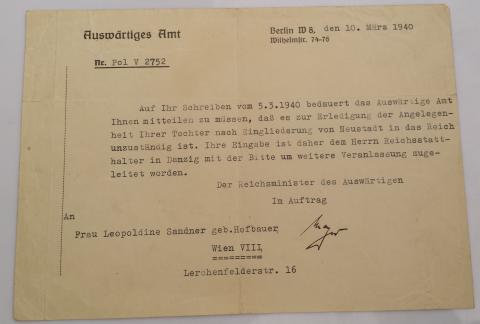 Auswärtiges Amt
Berlin W 8, den 10. März 1940
Wilhelmstr. 74-76
Nr. Pol V 2752
Auf Ihr Schreiben vom 5.3.1940 bedauert das Auswärtige Amt
Ihnen mitteilen zu müssen, daß es zur Erledigung der Angelegen-
heit Ihrer Tochter nach Eingliederung von Neustadt in das Reich
unzuständig ist. Ihre Eingabe ist daher dem Herrn Reichsstatt-
halter in Danzig mit der Bitte um weitere Veranlassung zuge-
leitet worden.
Der Reichsminister des Auswärtigen
Im Auftrag
An
Frau Leopoldine Sandner geb.Hofbauer
Wien VIII,
=========
Lerchenfelderstr. 16